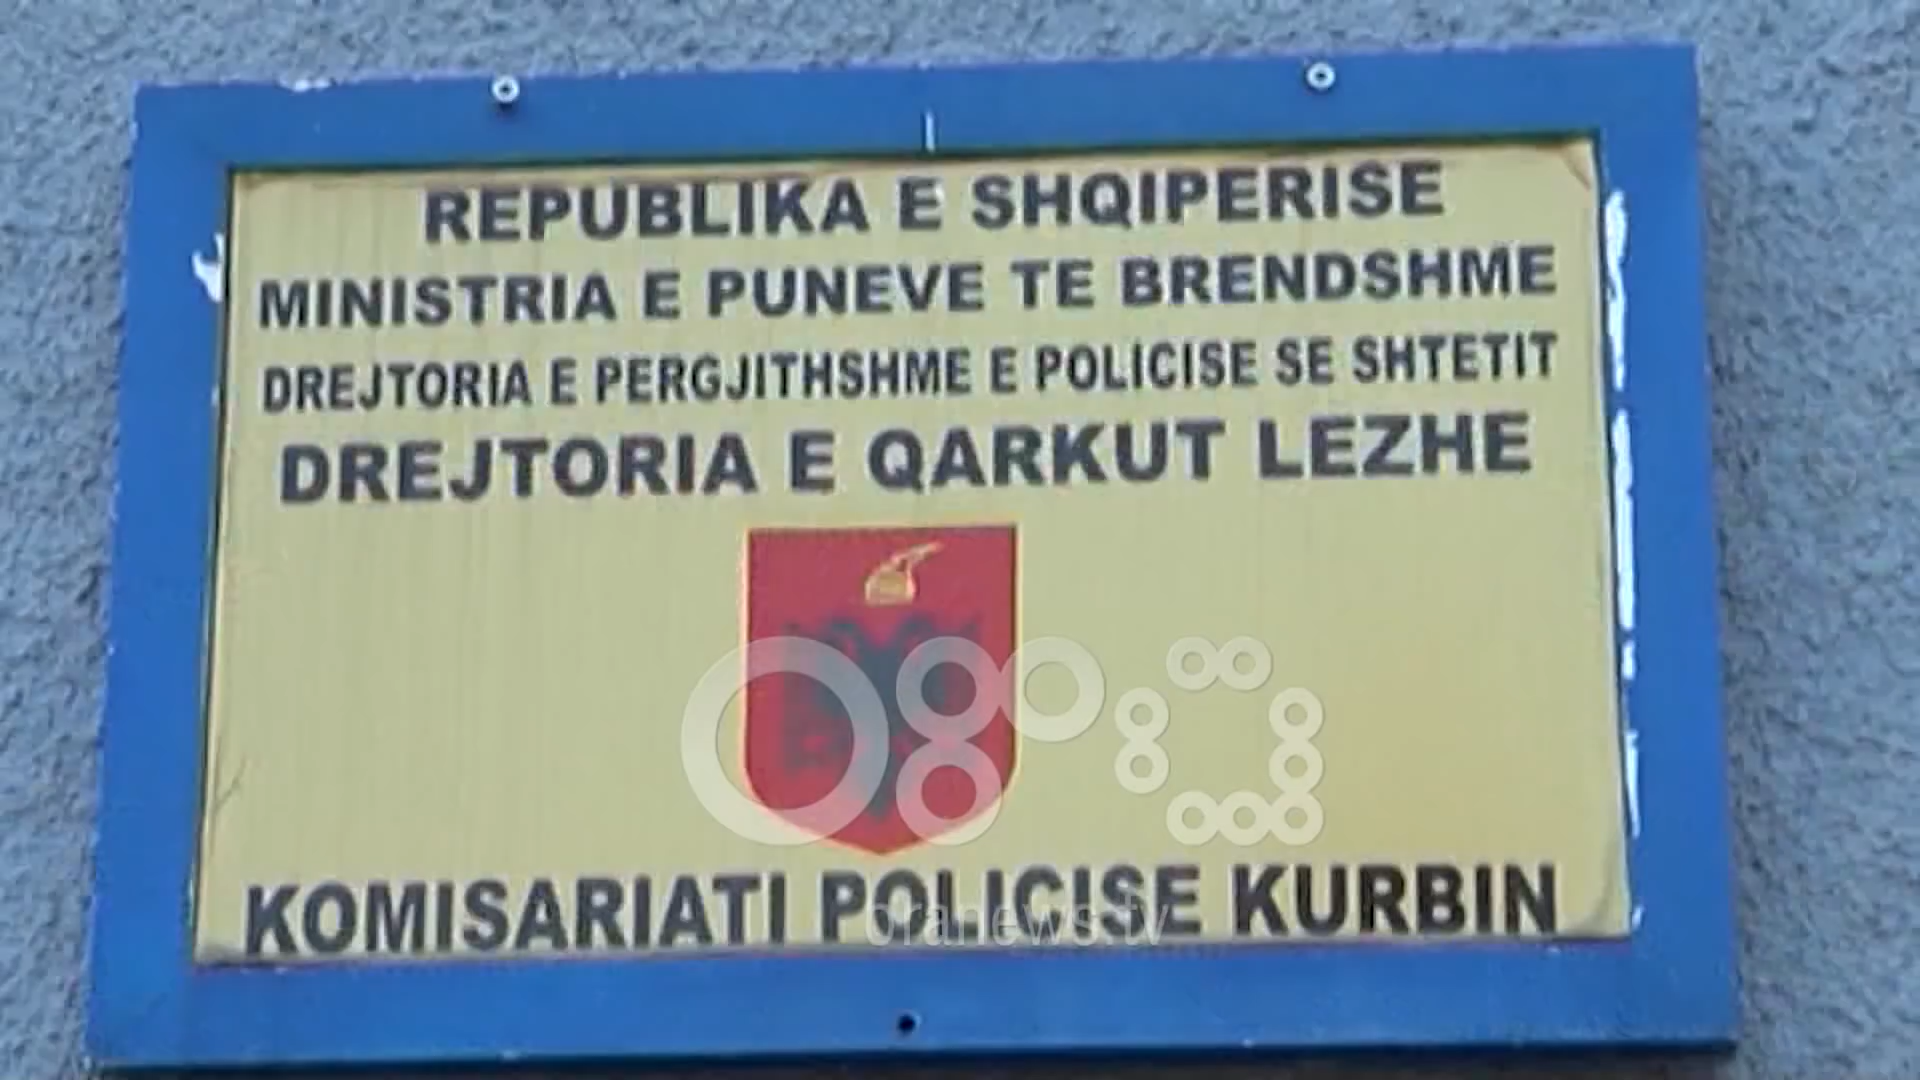 REPUBLIKA E SHQIPERISE
MINISTRIA E PUNEVE TE BRENDSHME
DREJTORIA E PERGJITHSHME E POLICISE SE SHTETIT
DREJTORIA E QARKUT LEZHE
KOMISARIATI POLICISE KURBIN
oranews.tv